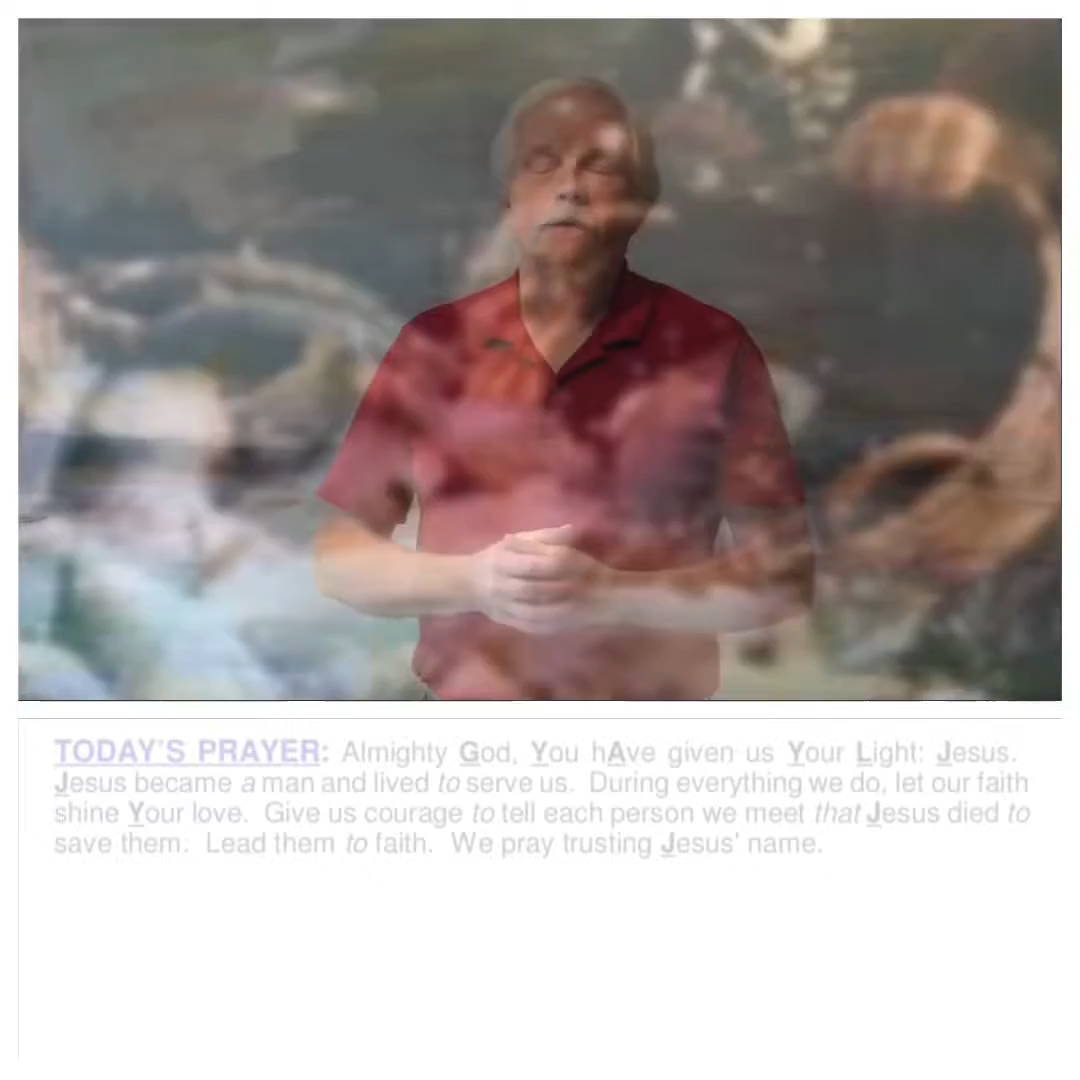 TODAY'S PRAYER: Almighty God, You hAve given us Your Light: Jesus.
Jesus became a man and lived to serve us. During everything we do, let our faith
shine Your love. Give us courage to tell each person we meet that Jesus died to
save them. Lead them to faith. We pray trusting Jesus' name.